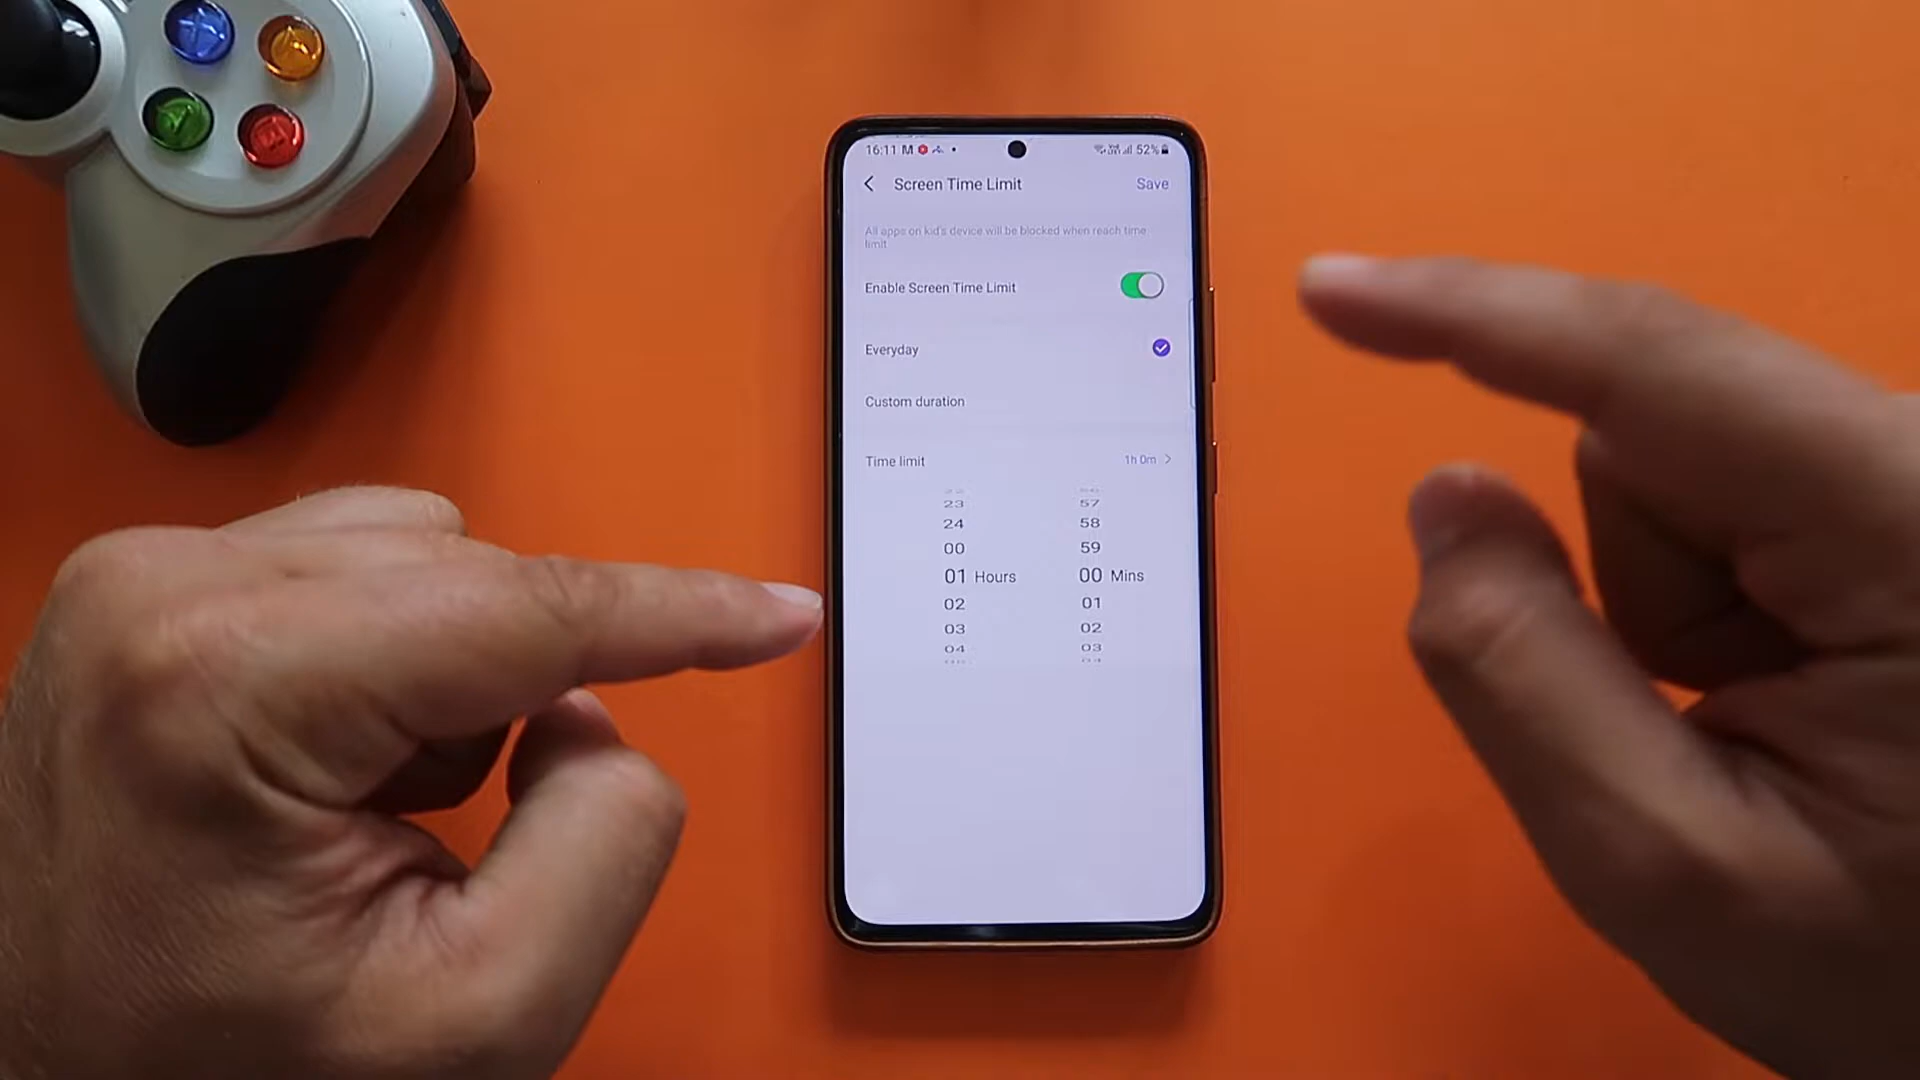 16:11 M
52%
Screen Time Limit
Save
All apps on kid's device will be blocked when reach time
limit
Enable Screen Time Limit
Everyday
Custom duration
Time limit
1h 0m
23 57
24 58
00 59
01 Hours 00 Mins
02 01
03 02
04 03